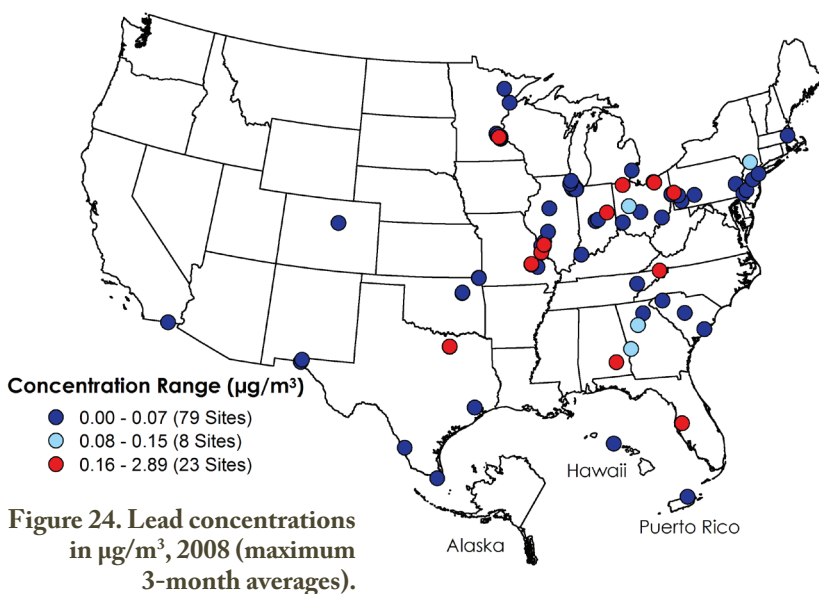 Concentration Range (µg/m³)
0.00 - 0.07 (79 Sites)
0.08 - 0.15 (8 Sites)
0.16 - 2.89 (23 Sites)
Hawaii
Puerto Rico
Alaska
Figure 24. Lead concentrations
in µg/m³, 2008 (maximum
3-month averages).